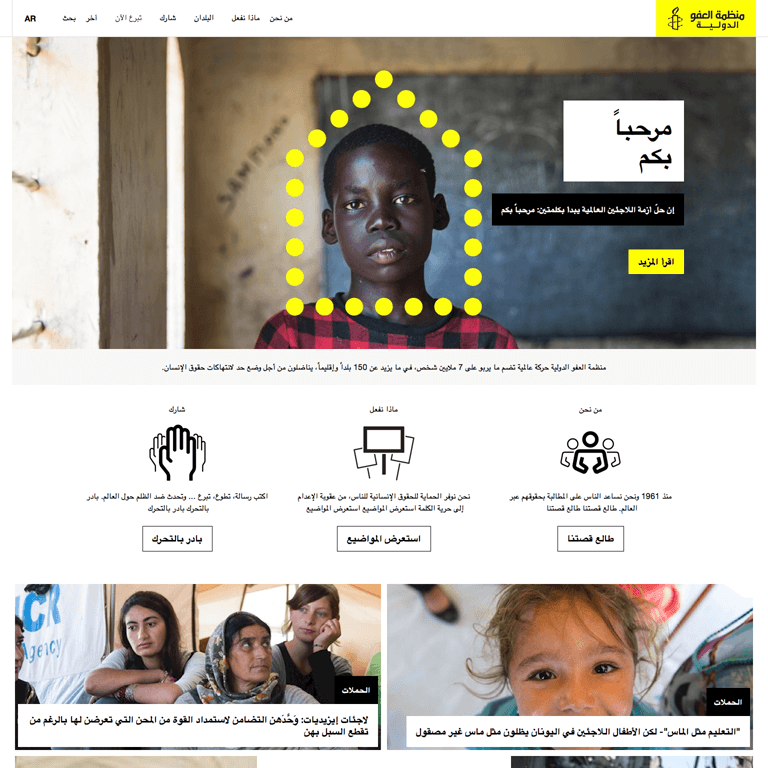 منظمة العفو
الدولـيـــة
من نحن
ماذا نفعل
البلدان
شارك
تبرع الآن
آخر
بحث
AR
مرحباً
بكم
إن حلّ أزمة اللاجئين العالمية يبدأ بكلمتين: مرحباً بكم
اقرأ المزيد
منظمة العفو الدولية حركة عالمية تضم ما يربو على 7 ملايين شخص، في ما يزيد عن 150 بلداً وإقليماً، يناضلون من أجل وضع حد لانتهاكات حقوق الإنسان.
من نحن
منذ 1961 ونحن نساعد الناس على المطالبة بحقوقهم عبر
العالم. طالع قصتنا طالع قصتنا
طالع قصتنا
ماذا نفعل
نحن نوفر الحماية للحقوق الإنسانية للناس، من عقوبة الإعدام
إلى حرية الكلمة استعرض المواضيع استعرض المواضيع
استعرض المواضيع
شارك
اكتب رسالة، تطوع، تبرع ... وتحدث ضد الظلم حول العالم. بادر
بالتحرك بادر بالتحرك
بادر بالتحرك
الحملات
"التعليم مثل الماس"- لكن الأطفال اللاجئين في اليونان يظلون مثل ماس غير مصقول
CR
Agency
الحملات
لاجئات إيزيديات: وَحَّدَهن التضامن لاستمداد القوة من المحن التي تعرضن لها بالرغم من
تقطع السبل بهن